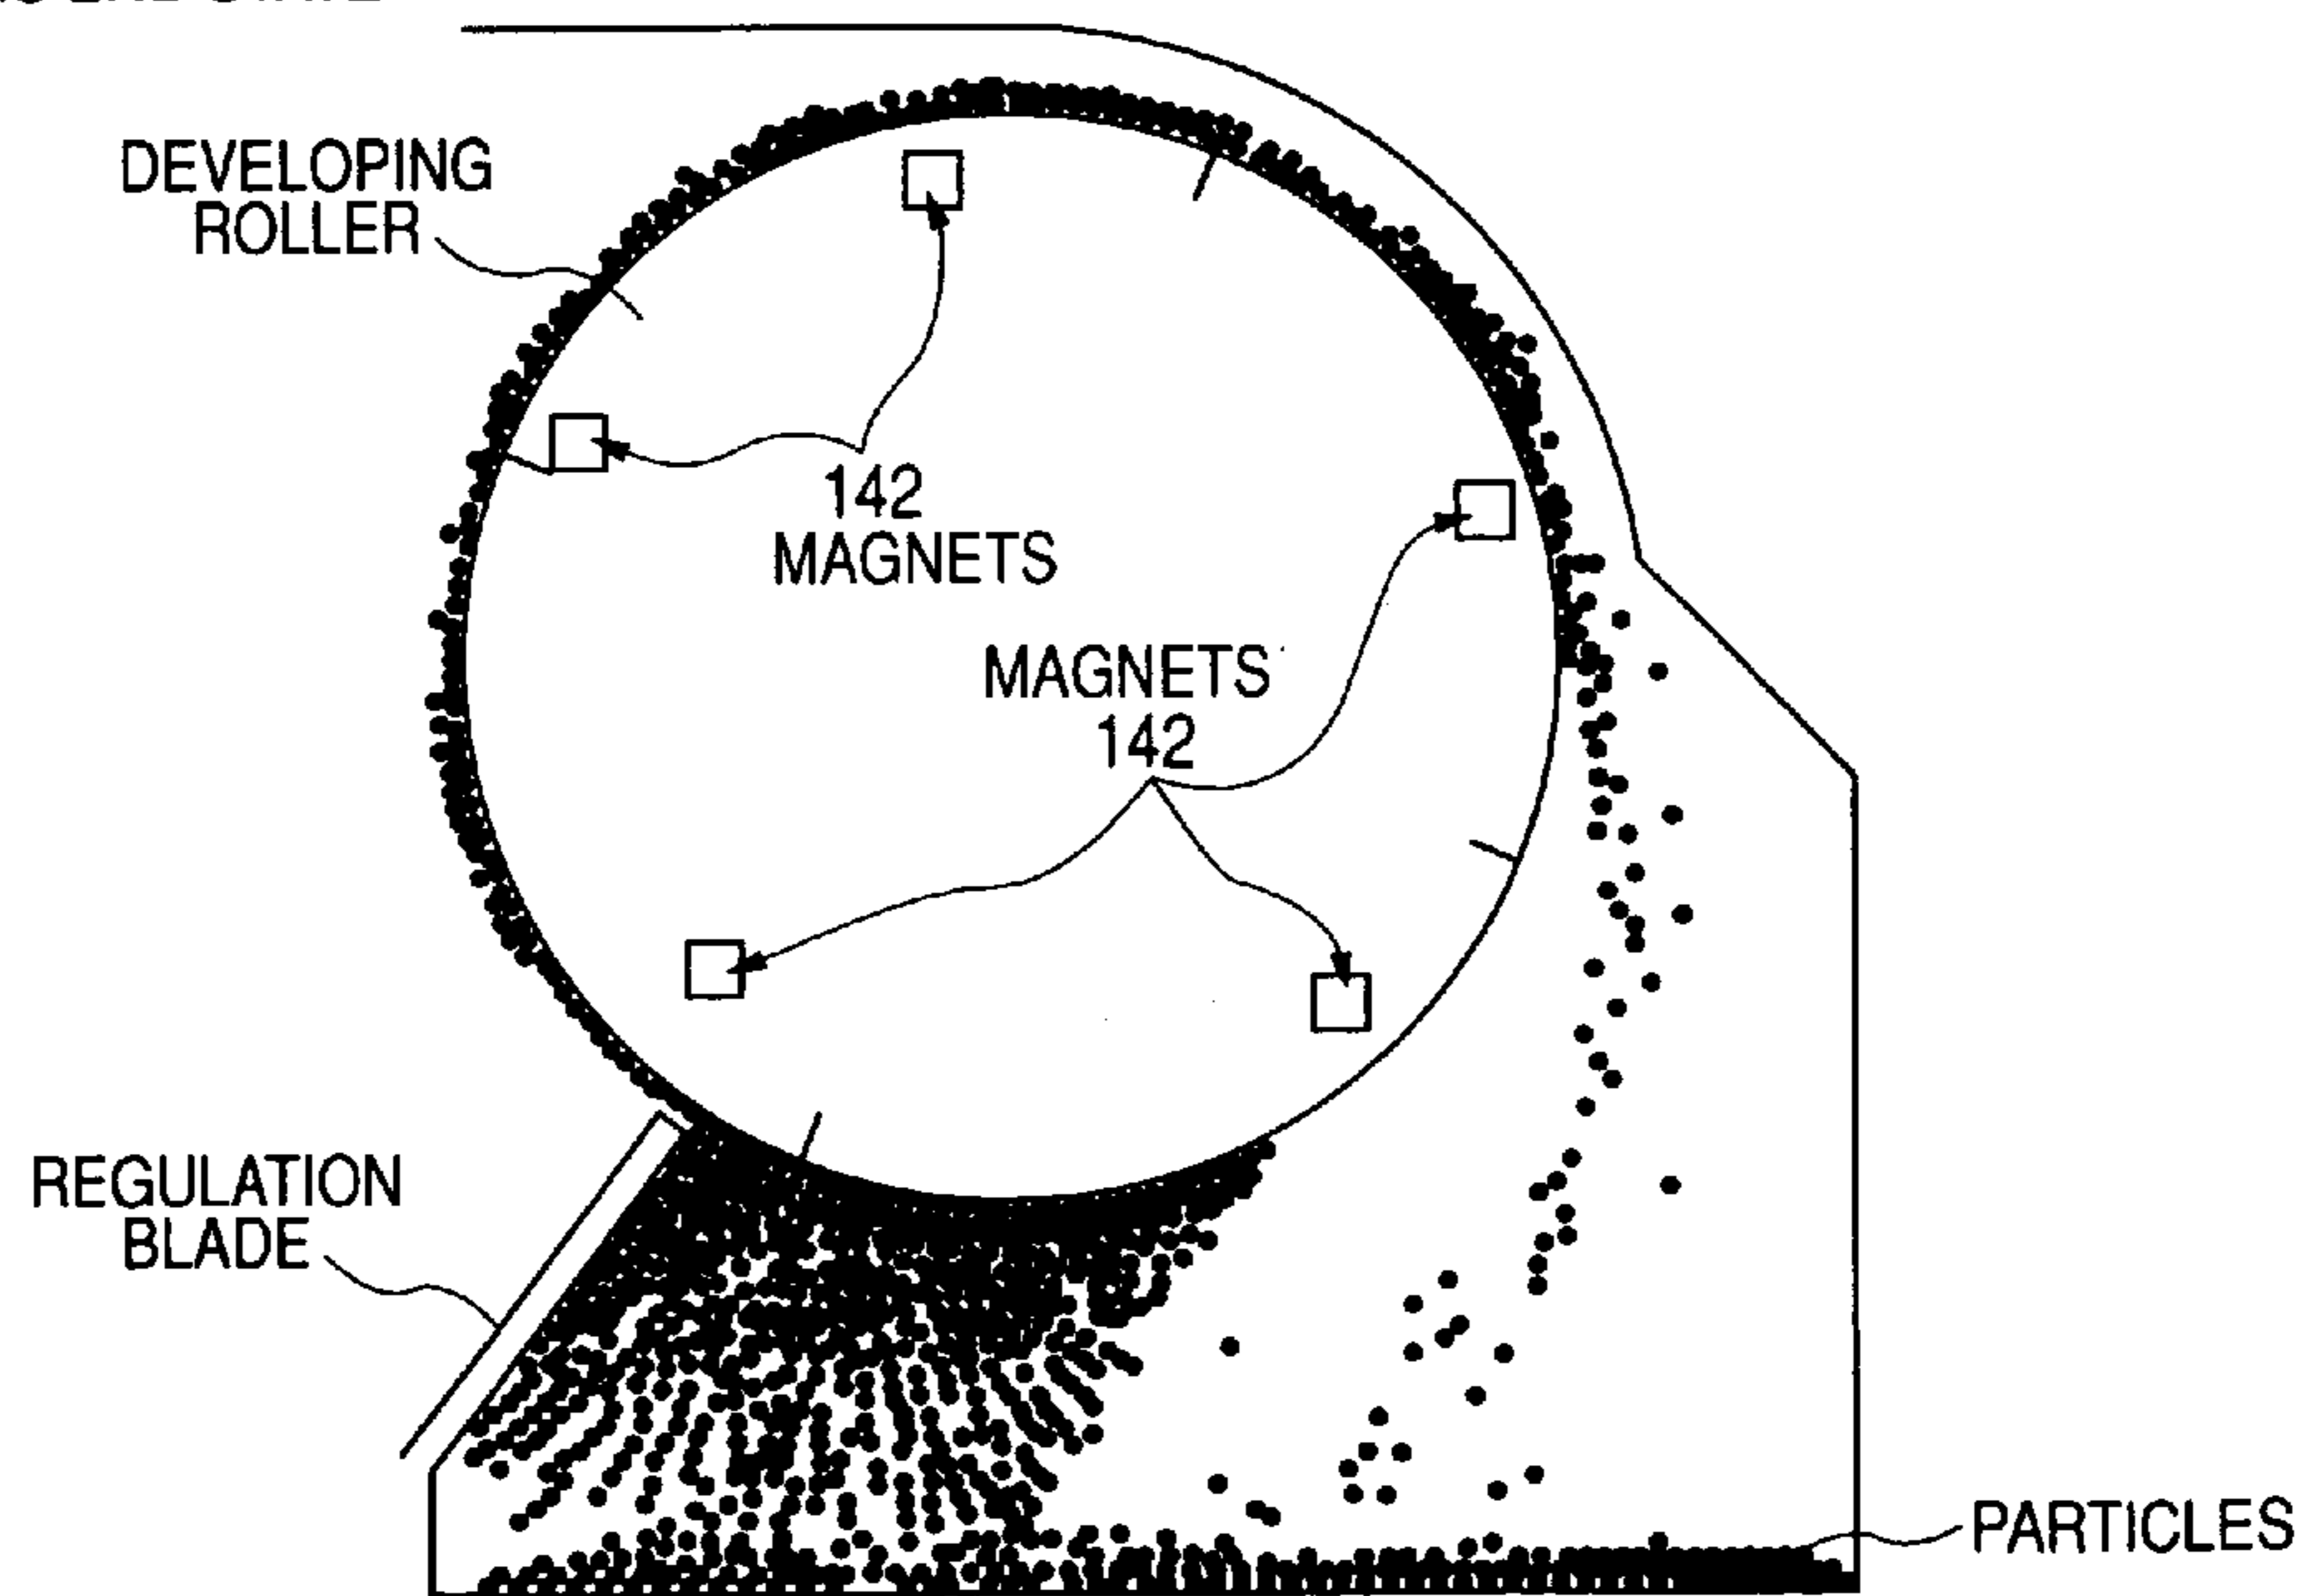 DEVELOPING
ROLLER
142
MAGNETS
MAGNETS
142
REGULATION
BLADE
PARTICLES